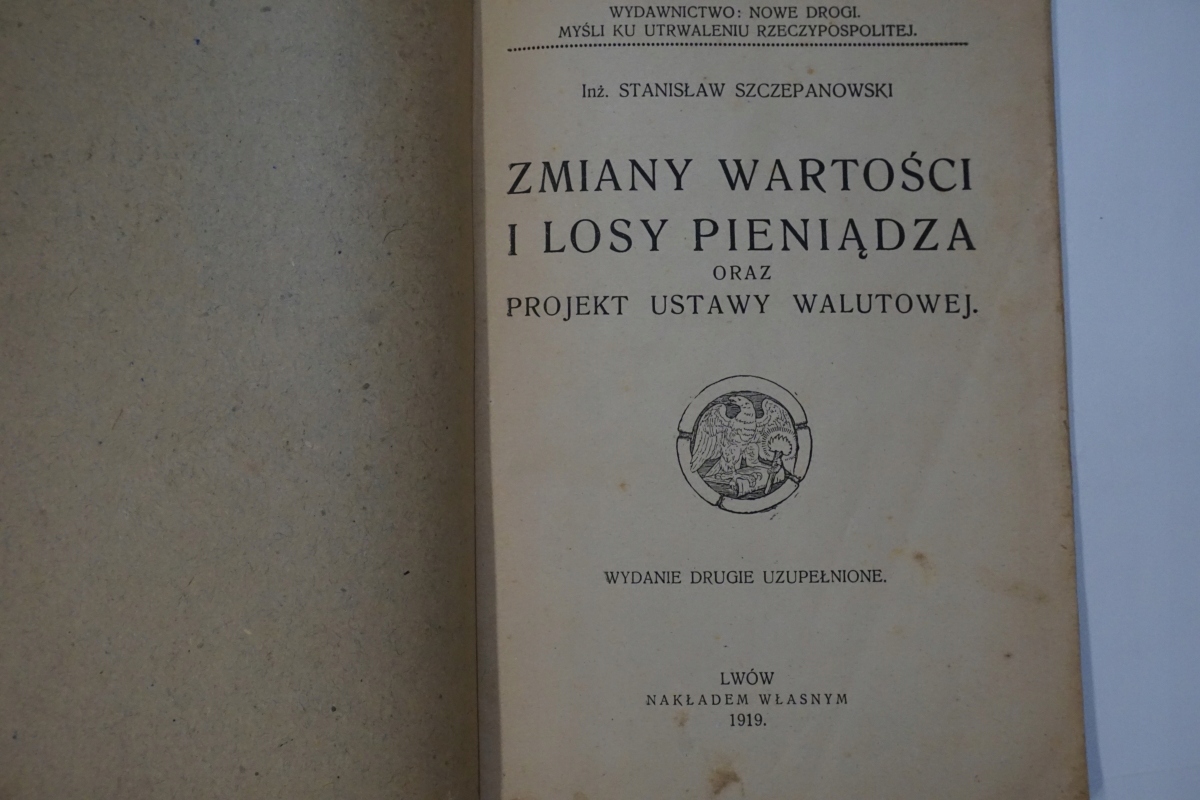 WYDAWNICTWO: NOWE DROGI.
MYŚLI KU UTRWALENIU RZECZYPOSPOLITEJ.
Inż. STANISŁAW SZCZEPANOWSKI
ZMIANY WARTOŚCI
I LOSY PIENIĄDZA
ORAZ
PROJEKT USTAWY WALUTOWEJ.
WYDANIE DRUGIE UZUPEŁNIONE.
LWÓW
NAKŁADEM WŁASNYM
1919.